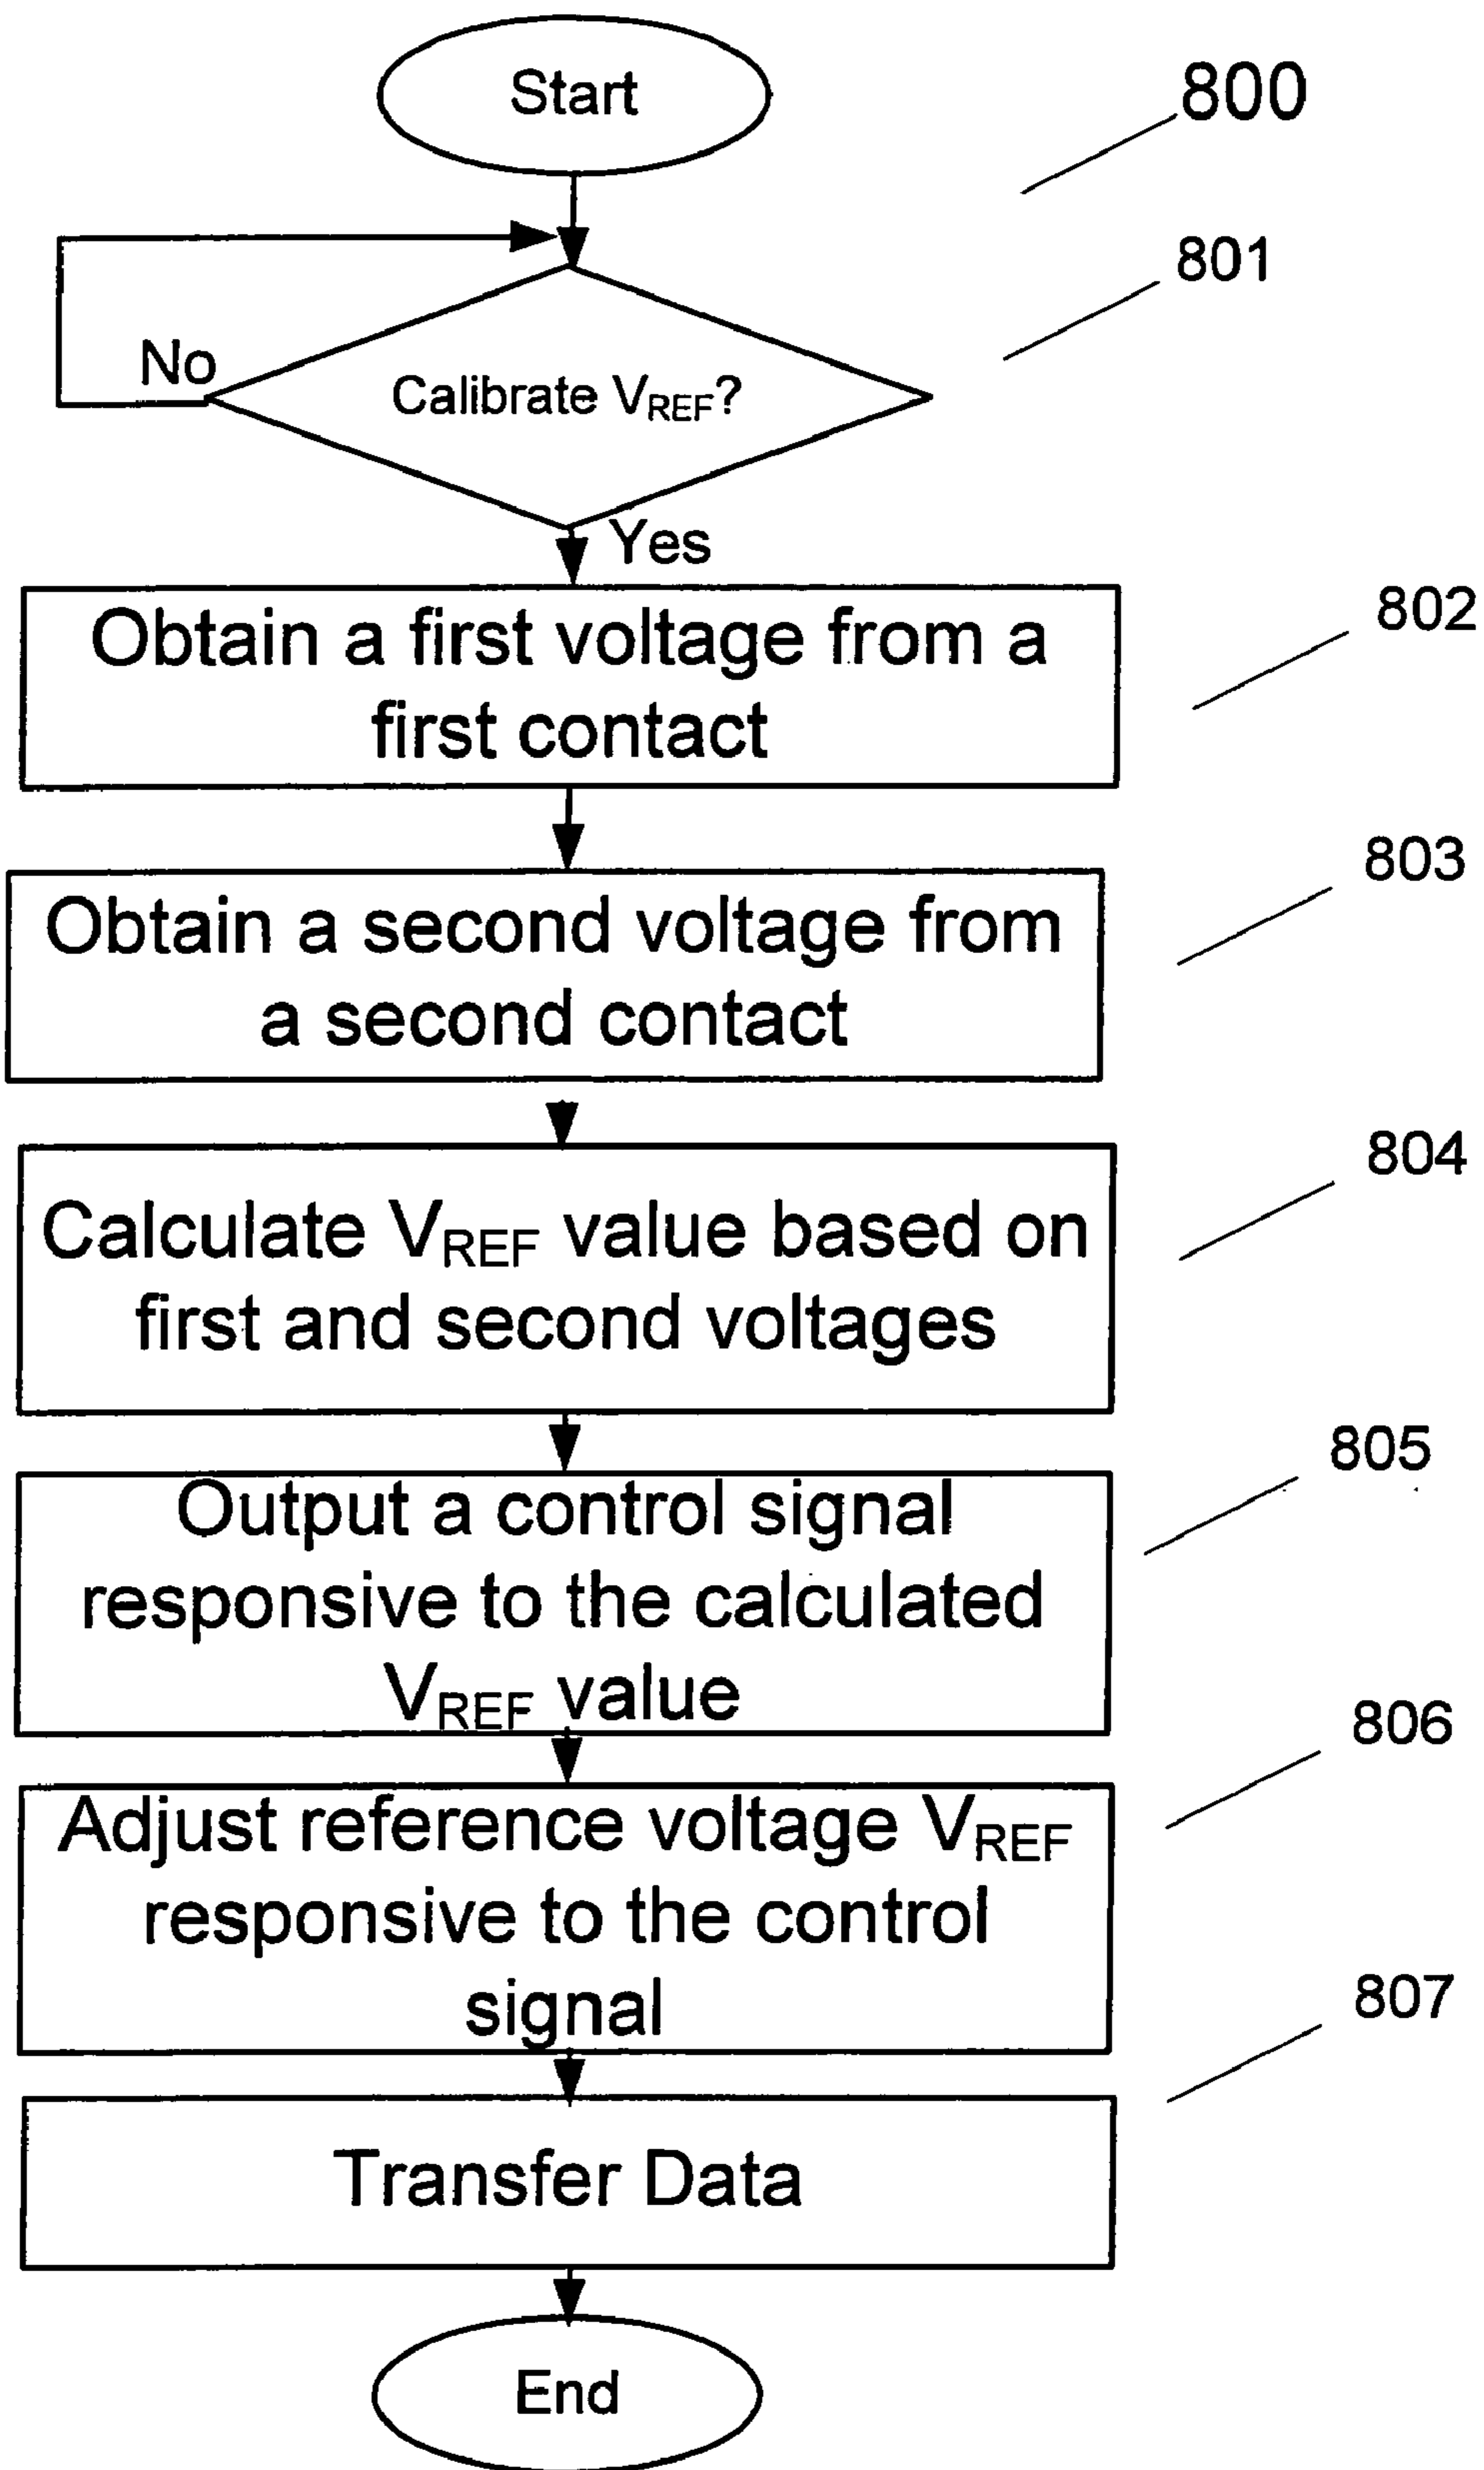 Start
800
801
No
Calibrate VREF?
Yes
802
Obtain a first voltage from a
first contact
803
Obtain a second voltage from
a second contact
804
Calculate VREF value based on
first and second voltages
805
Output a control signal
responsive to the calculated
VREF value
806
Adjust reference voltage VREF
responsive to the control
signal
807
Transfer Data
End